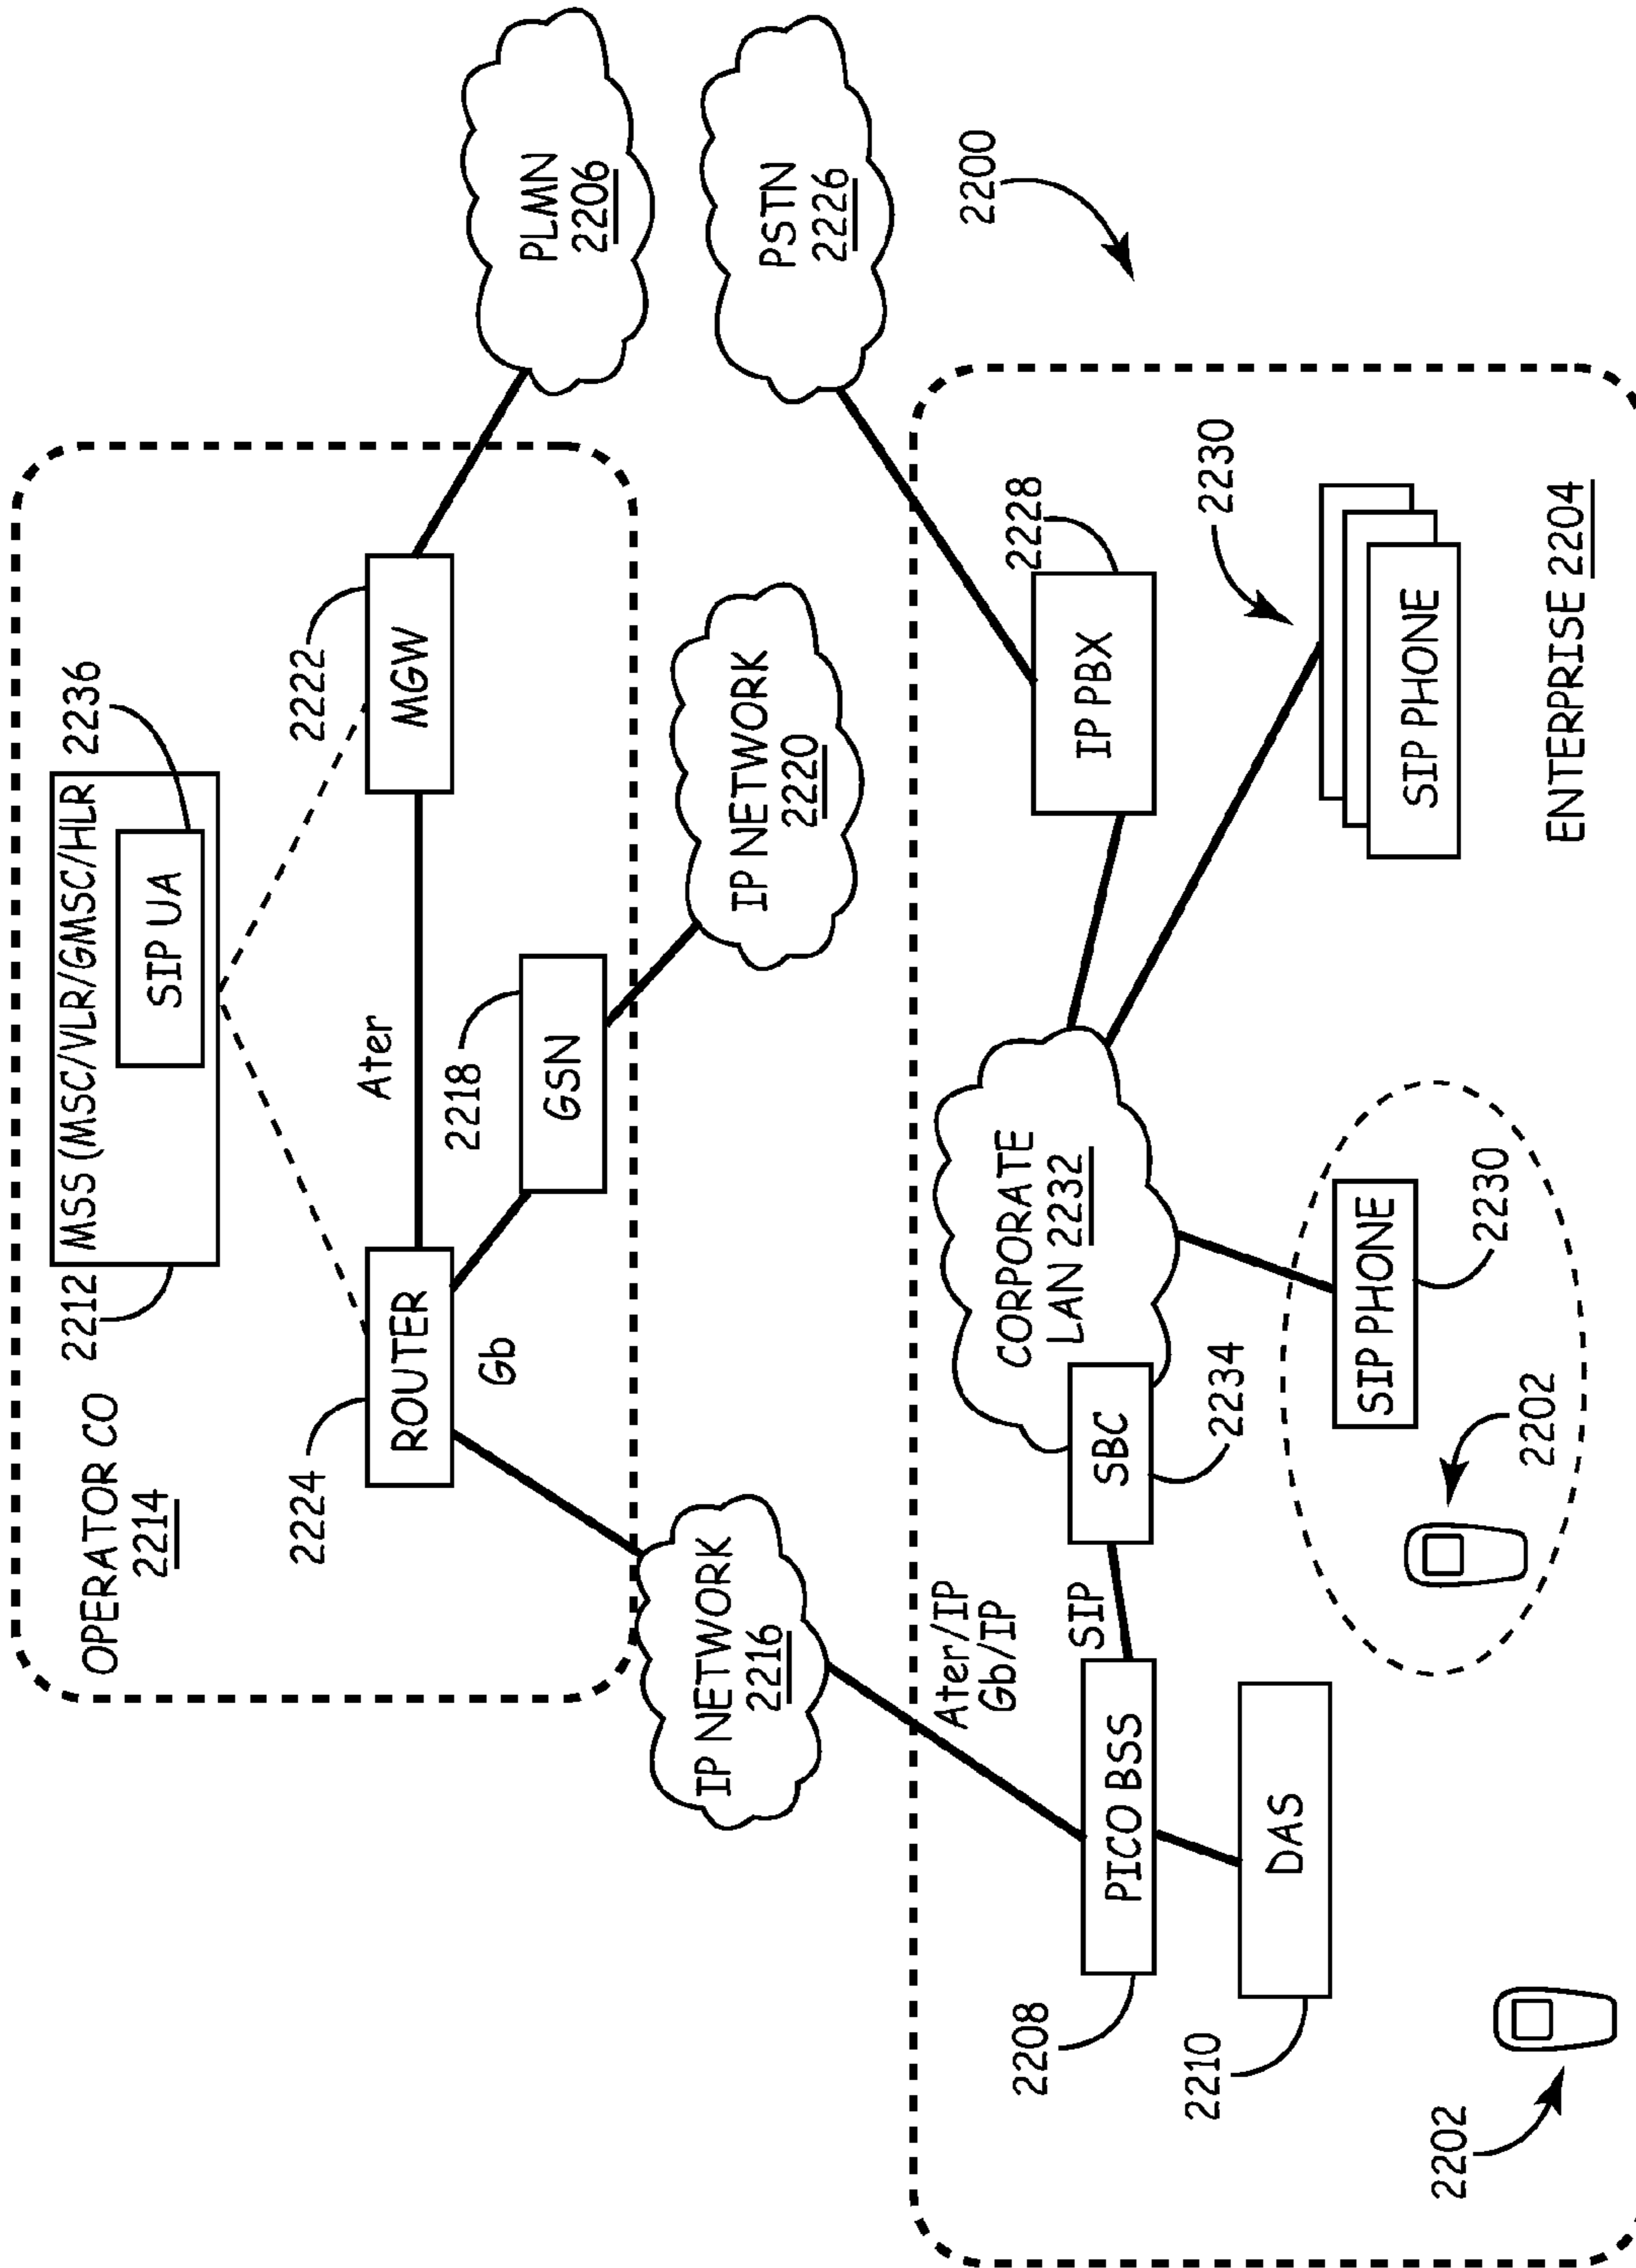 OPERATOR CO
2214
2212
MSS (MSC/VLR/GMSC/HLR
2236
SIP UA
2224
ROUTER
Ater
2222
MGW
Gb
2218
GSN
PLMN
2206
IP NETWORK
2216
IP NETWORK
2220
PSTN
2226
2200
Ater/IP
Gb/IP
SIP
2208
PICO BSS
SBC
2234
CORPORATE
LAN 2232
2228
IP PBX
2210
DAS
2230
SIP PHONE
SIP PHONE
2230
2202
2202
ENTERPRISE 2204